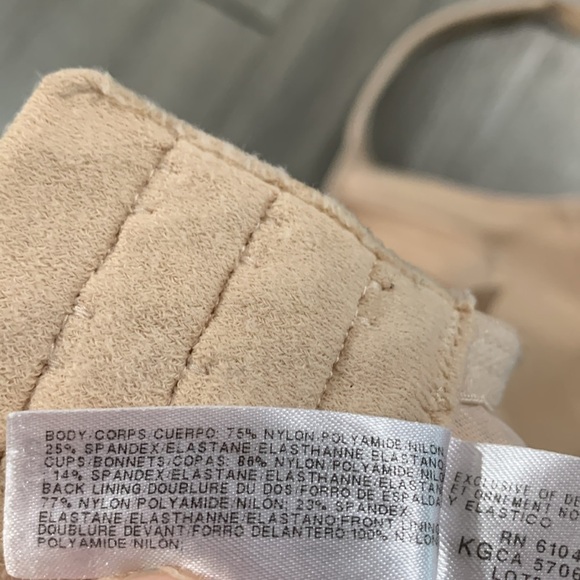 BODY/CORPS/CUERPO: 75% NYLON POLYAMIDE/NILON
25% SPANDEX/ELASTANE ELASTHANNE ELASTANO
CUPS/BONNETS/COPAS: 86% NYLON POLYAMIDE NILON
14% SPANDEX/ELASTANE ELASTHANNE/ELASTANO
BACK LINING/DOUBLURE DU DOS FORRO DE ESPALDA
77% NYLON POLYAMIDE NILON: 23% SPANDEX
ELASTANE ELASTHANNE/ELASTANO/FRONT LINING
DOUBLURE DEVANT/FORRO DELANTERO 100% NYLON
POLYAMIDE NILON
EXCLUSIVE OF DE
ET ORNEMENT NO
Y ELASTICO
RN 6104
KGCA 5706